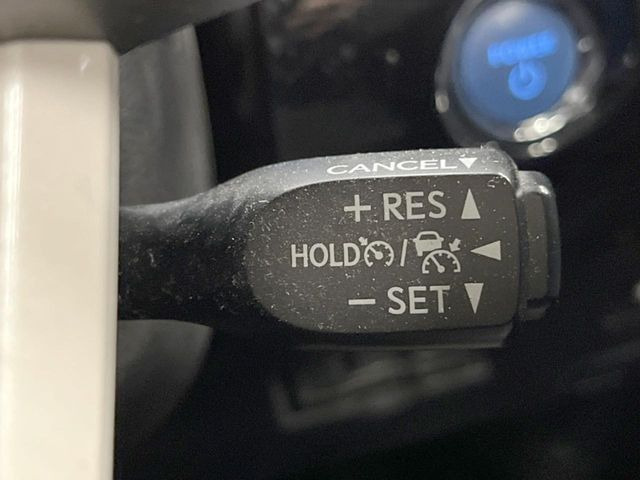 POWER
CANCEL▼
+ RES ▲
HOLD / ◀
− SET ▼